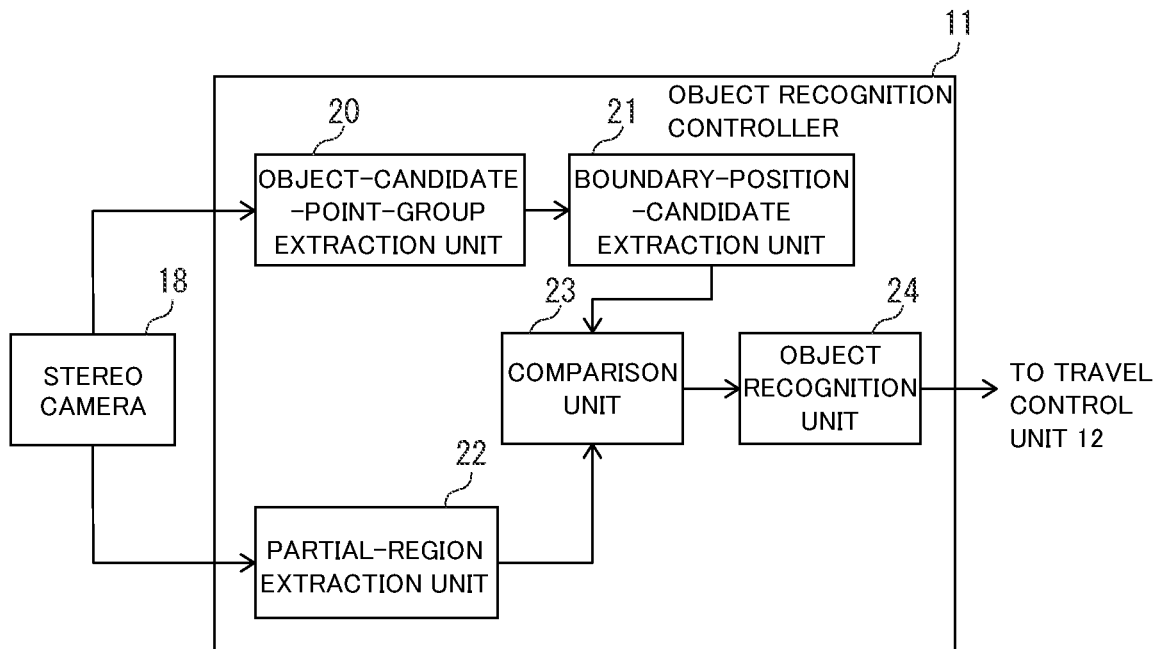 11
OBJECT RECOGNITION
CONTROLLER
20
OBJECT-CANDIDATE
-POINT-GROUP
EXTRACTION UNIT
21
BOUNDARY-POSITION
-CANDIDATE
EXTRACTION UNIT
18
STEREO
CAMERA
23
COMPARISON
UNIT
24
OBJECT
RECOGNITION
UNIT
TO TRAVEL
CONTROL
UNIT 12
22
PARTIAL-REGION
EXTRACTION UNIT